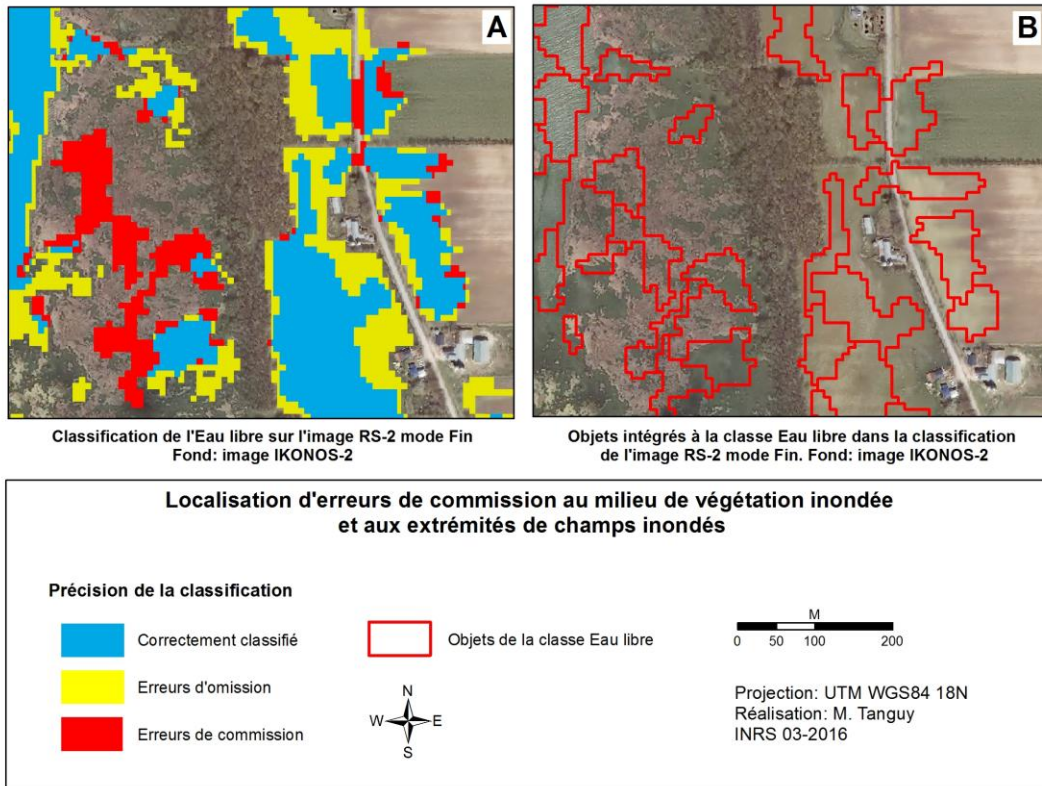 A
B
Classification de l'Eau libre sur l'image RS-2 mode Fin
Fond: image IKONOS-2
Objets intégrés à la classe Eau libre dans la classification
de l'image RS-2 mode Fin. Fond: image IKONOS-2
Localisation d'erreurs de commission au milieu de végétation inondée
et aux extrémités de champs inondés
Précision de la classification
Correctement classifié
Erreurs d'omission
Erreurs de commission
Objets de la classe Eau libre
N
W E
S
M
0 50 100 200
Projection: UTM WGS84 18N
Réalisation: M. Tanguy
INRS 03-2016